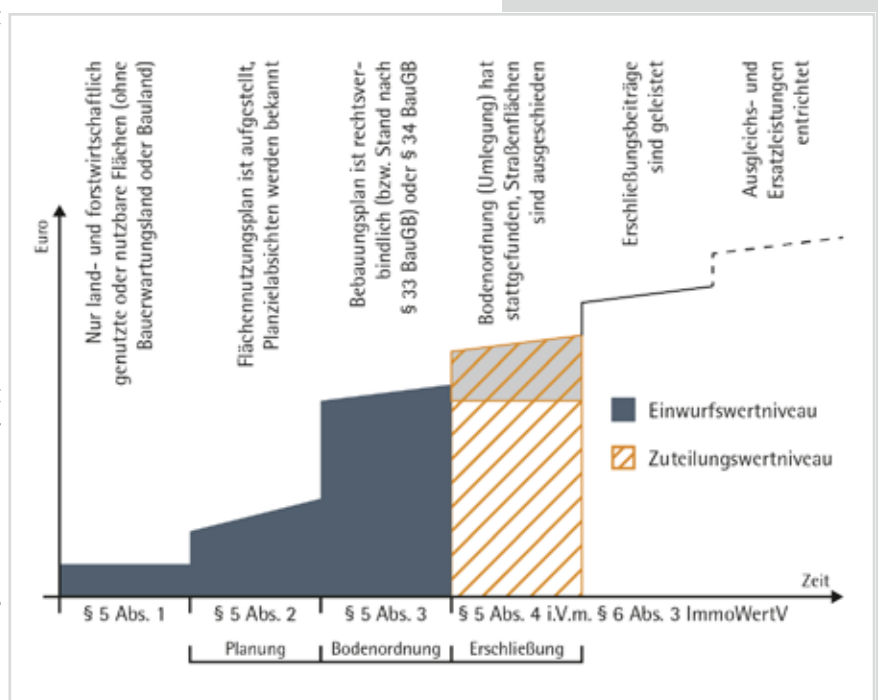 Nur land- und forstwirtschaftlich
genutzte oder nutzbare Flächen (ohne
Bauerwartungsland oder Bauland)
Flächennutzungsplan ist aufgestellt,
Planzielabsichten werden bekannt
Bebauungsplan ist rechtsver-
bindlich (bzw. Stand nach
§ 33 BauGB) oder § 34 BauGB
Bodenordnung (Umlegung) hat
stattgefunden, Straßenflächen
sind ausgeschieden
Erschließungsbeiträge
sind geleistet
Ausgleichs- und
Ersatzleistungen
entrichtet
Euro
Einwurfswertniveau
Zuteilungswertniveau
Zeit
§ 5 Abs. 1
§ 5 Abs. 2
§ 5 Abs. 3
§ 5 Abs. 4 i.V.m. § 6 Abs. 3 ImmoWertV
Planung
Bodenordnung
Erschließung